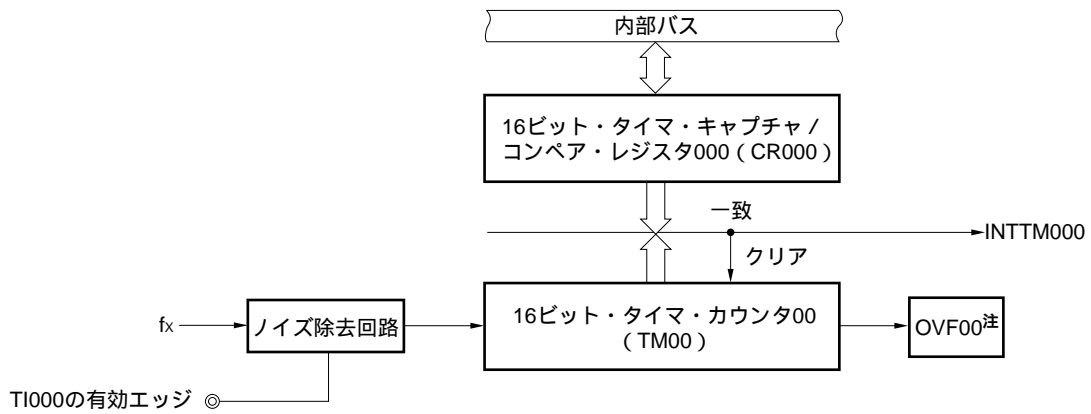 内部バス
16ビット・タイマ・キャプチャ／
コンペア・レジスタ000（CR000）
一致
INTTM000
クリア
fX
ノイズ除去回路
16ビット・タイマ・カウンタ00
（TM00）
OVF00注
TI000の有効エッジ